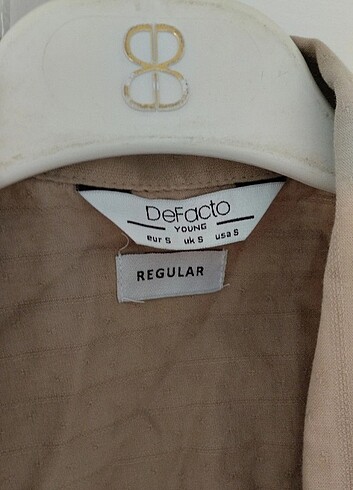 DeFacto
YOUNG
eur S uk S usa S
REGULAR